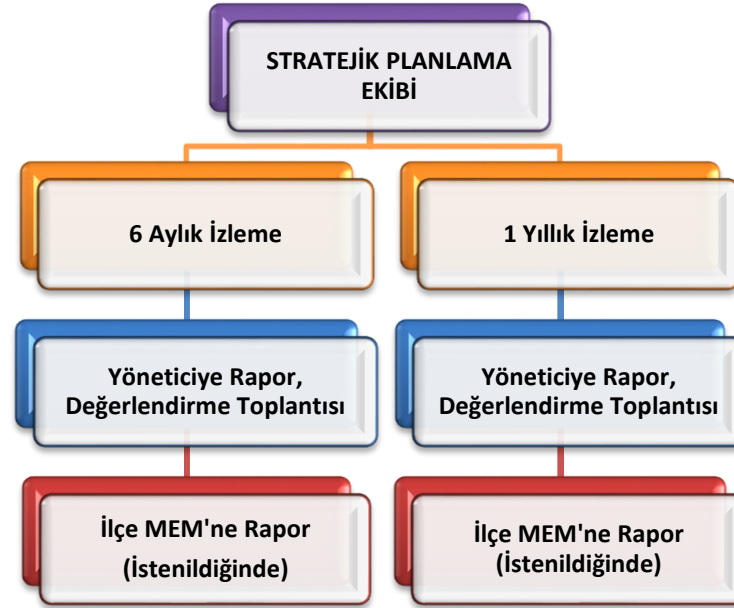 STRATEJİK PLANLAMA
EKİBİ
6 Aylık İzleme
1 Yıllık İzleme
Yöneticiye Rapor,
Değerlendirme Toplantısı
Yöneticiye Rapor,
Değerlendirme Toplantısı
İlçe MEM'ne Rapor
(İstenildiğinde)
İlçe MEM'ne Rapor
(İstenildiğinde)